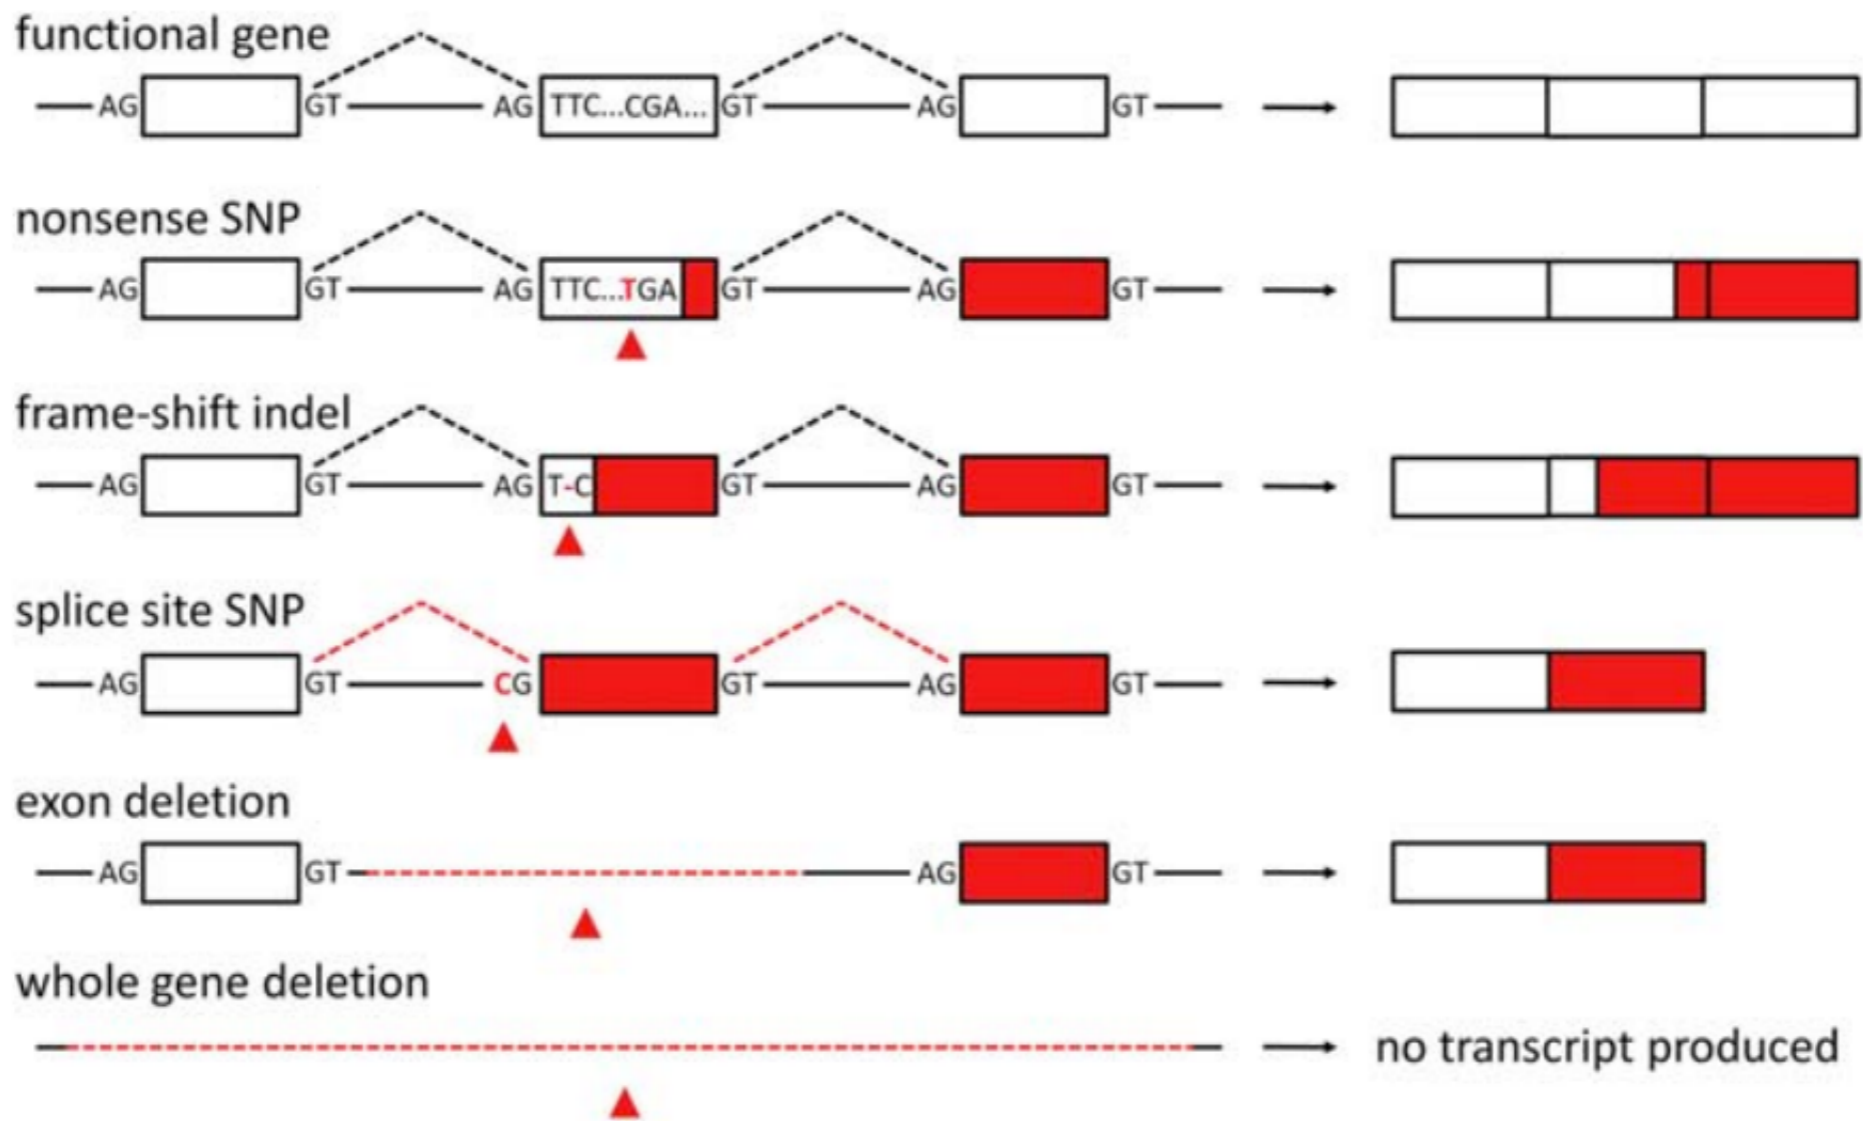 functional gene
AG GT AG TTC...CGA... GT AG GT
nonsense SNP
AG GT AG TTC...TGA GT AG GT
frame-shift indel
AG GT AG T-C GT AG GT
splice site SNP
AG GT CG GT AG GT
exon deletion
AG GT AG GT
whole gene deletion
no transcript produced